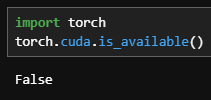 import torch
torch.cuda.is_available()
False